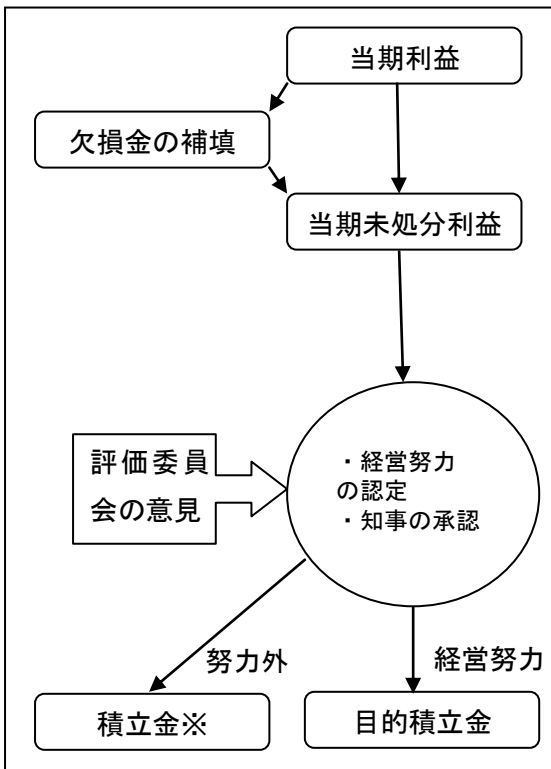 当期利益
欠損金の補填
当期未処分利益
評価委員
会の意見
・経営努力
の認定
・知事の承認
努力外
経営努力
積立金※
目的積立金